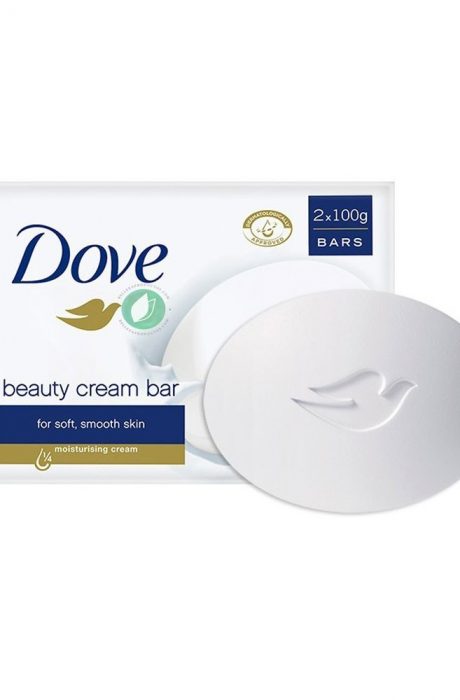 Dove
beauty cream bar
for soft, smooth skin
¼ moisturising cream
DERMATOLOGICALLY
APPROVED
2x100g
BARS